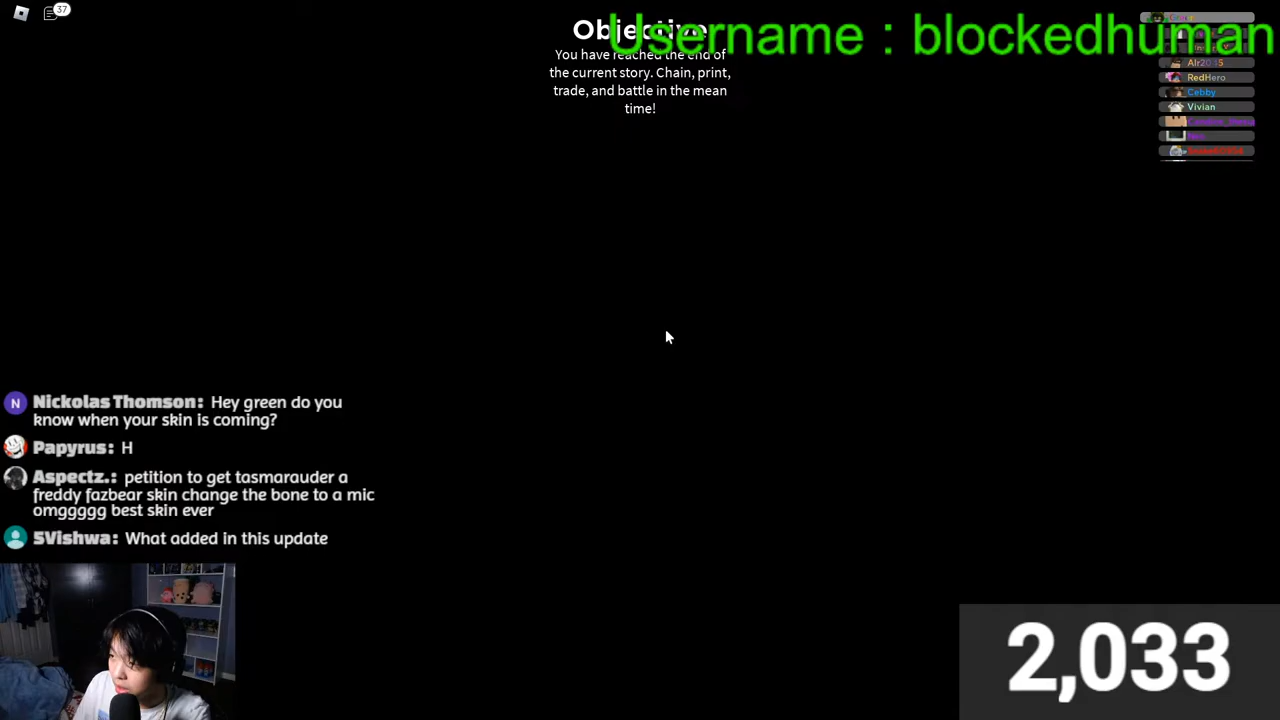 37
Objective
Username : blockedhuman
You have reached the end of
the current story. Chain, print,
trade, and battle in the mean
time!
RedHero
Cebby
Vivian
Nickolas Thomson: Hey green do you
know when your skin is coming?
Papyrus: H
Aspectz.: petition to get tasmarauder a
freddy fazbear skin change the bone to a mic
omggggg best skin ever
SVishwa: What added in this update
2,033